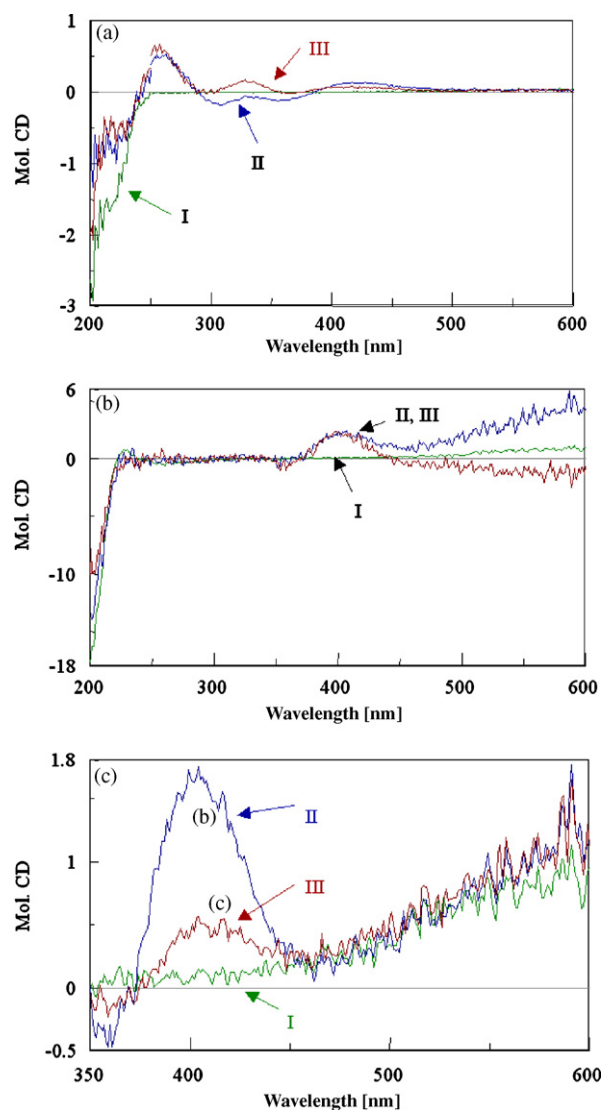 (a)
1
0
-1
-2
-3
Mol. CD
III
II
I
200 300 400 500 600
Wavelength [nm]
(b)
6
0
-10
-18
Mol. CD
II, III
I
200 300 400 500 600
Wavelength [nm]
(c)
1.8
1
0
-0.5
Mol. CD
(b)
II
(c)
III
I
350 400 500 600
Wavelength [nm]